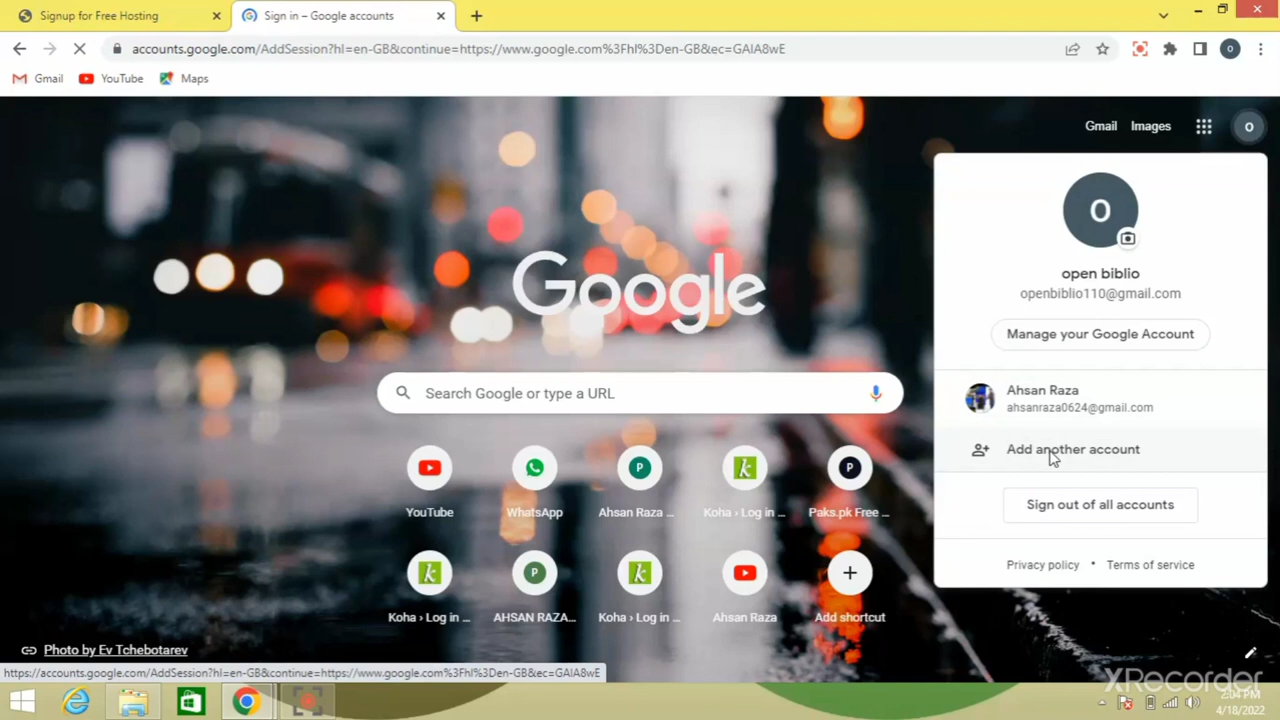 Signup for Free Hosting
Sign in – Google accounts
accounts.google.com/AddSession?hl=en-GB&continue=https://www.google.com%3Fhl%3Den-GB&ec=GAlA8wE
Gmail
YouTube
Maps
o
Gmail
Images
o
o
open biblio
openbiblio110@gmail.com
Manage your Google Account
Google
Ahsan Raza
ahsanraza0624@gmail.com
Search Google or type a URL
Add another account
Sign out of all accounts
YouTube
WhatsApp
P
Ahsan Raza ...
k
Koha › Log in ...
P
Paks.pk Free ...
Privacy policy • Terms of service
k
Koha › Log in ...
P
AHSAN RAZA...
k
Koha › Log in ...
Ahsan Raza
Add shortcut
Photo by Ev Tchebotarev
https://accounts.google.com/AddSession?hl=en-GB&continue=https://www.google.com%3Fhl%3Den-GB&ec=GAlA8wE
XRecorder
2:04 PM
4/18/2022